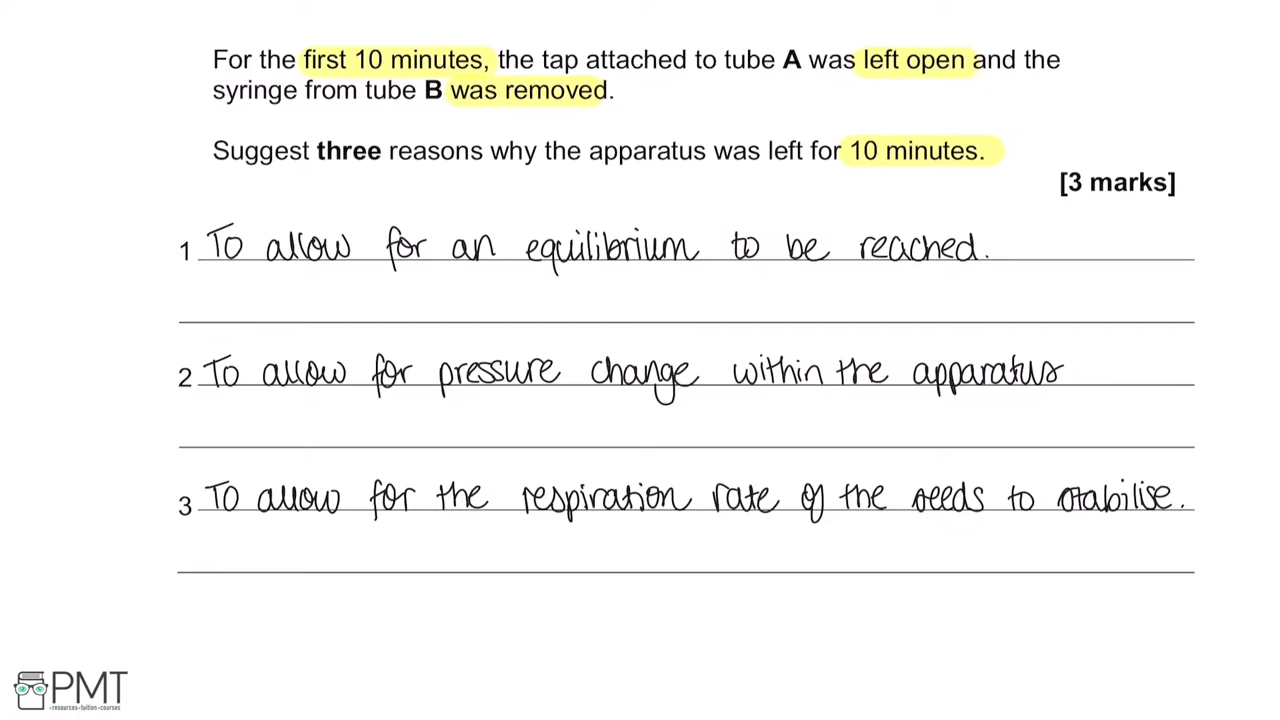 For the first 10 minutes, the tap attached to tube A was left open and the
syringe from tube B was removed.
Suggest three reasons why the apparatus was left for 10 minutes.
[3 marks]
1 To allow for an equilibrium to be reached.
2 To allow for pressure change within the apparatus
3 To allow for the respiration rate of the seeds to stabilise.
PMT
•resources•tuition•courses